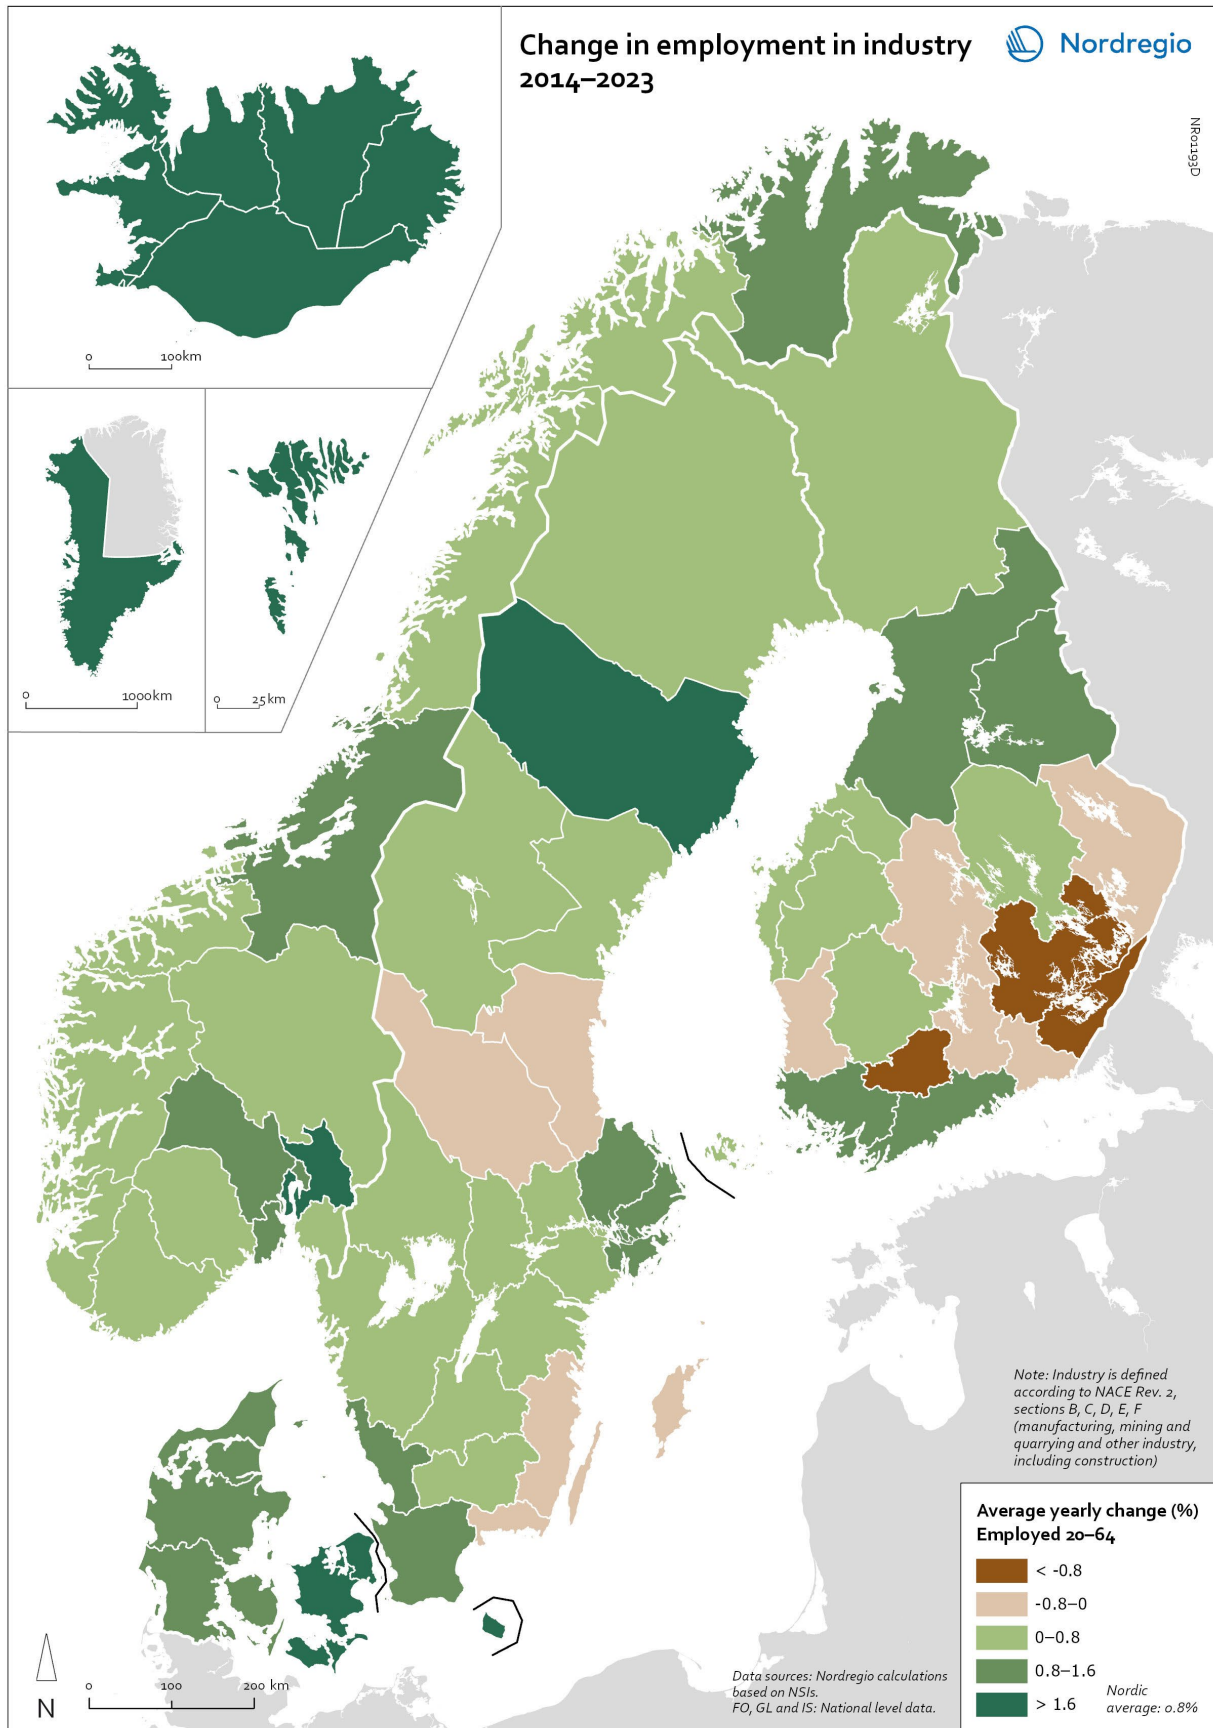 Change in employment in industry
2014–2023
Nordregio
NR01193D
0 100km
0 1000km
0 25km
Note: Industry is defined
according to NACE Rev. 2,
sections B, C, D, E, F
(manufacturing, mining and
quarrying and other industry,
including construction)
Average yearly change (%)
Employed 20–64
< -0.8
-0.8–0
0–0.8
0.8–1.6
> 1.6
Nordic
average: 0.8%
Data sources: Nordregio calculations
based on NSIs.
FO, GL and IS: National level data.
N
0 100 200 km